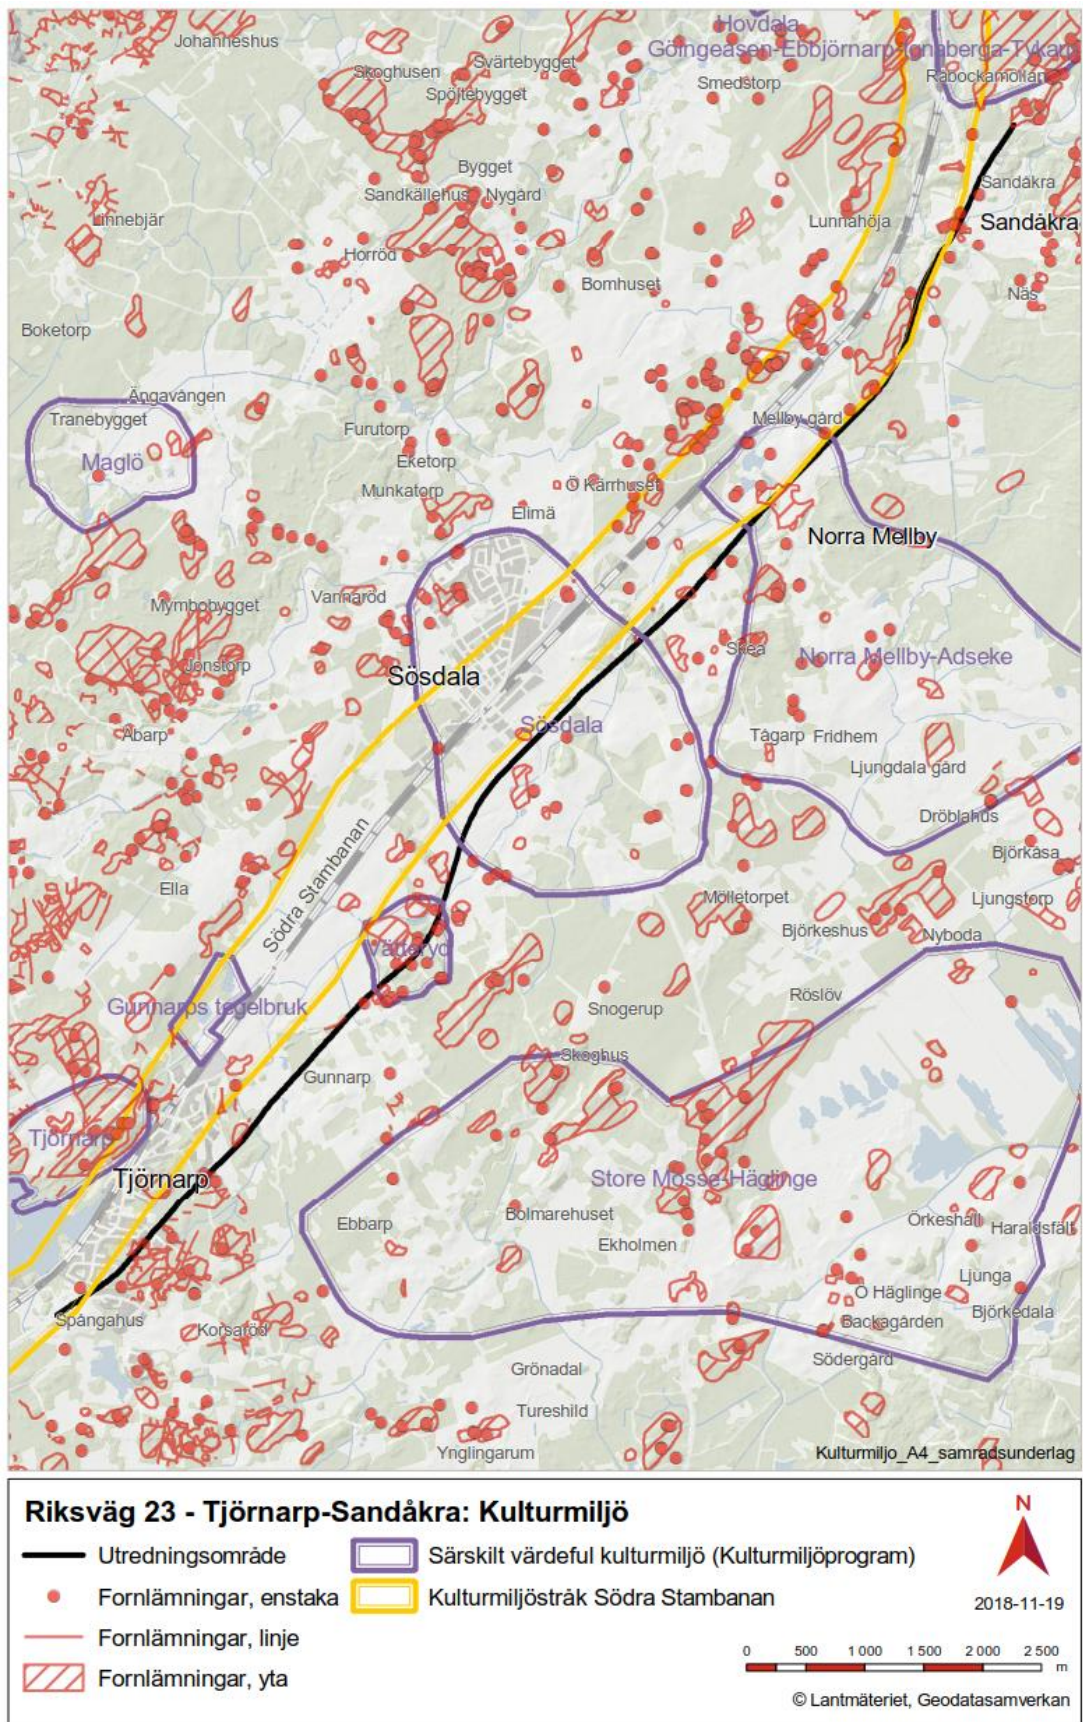 Hovdala
Johanneshus
Göingeåsen-Ebbjörnarp-Ignaberga-Tykarp
Svärtebygget
Skoghusen
Smedstorp
Rabockamöllan
Spöjtebygget
Bygget
Sandåkra
Sandkällehus
Nygård
Linnebjär
Lunnahöja
Sandåkra
Horröd
Bomhuset
Näs
Boketorp
Ängavången
Tranebygget
Mellby gård
Furutorp
Maglö
Eketorp
Munkatorp
Ö Kärrhuset
Elimä
Norra Mellby
Vannaröd
Mymbobygget
Skea
Norra Mellby-Adseke
Jönstorp
Sösdala
Sösdala
Åbarp
Tågarp
Fridhem
Ljungdala gård
Dröblahus
Björkåsa
Södra Stambanan
Ella
Mölletorpet
Ljungstorp
Björkeshus
Nyboda
Vätteryd
Röslöv
Gunnarps tegelbruk
Snogerup
Skoghus
Gunnarp
Tjörnarp
Tjörnarp
Store Mosse-Häglinge
Ebbarp
Bolmarehuset
Örkeshall
Haraldsfält
Ekholmen
Ljunga
Ö Häglinge
Björkedala
Spångahus
Korsaröd
Backagården
Södergård
Grönadal
Tureshild
Ynglingarum
Kulturmiljo_A4_samradsunderlag
Riksväg 23 - Tjörnarp-Sandåkra: Kulturmiljö
Utredningsområde
Särskilt värdeful kulturmiljö (Kulturmiljöprogram)
Fornlämningar, enstaka
Kulturmiljöstråk Södra Stambanan
Fornlämningar, linje
Fornlämningar, yta
N
2018-11-19
0 500 1 000 1 500 2 000 2 500
m
© Lantmäteriet, Geodatasamverkan